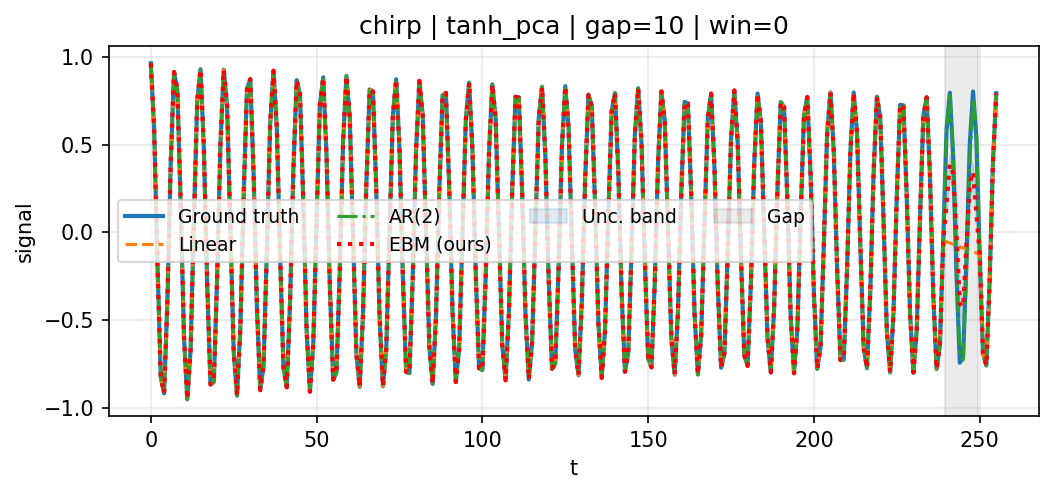 chirp | tanh_pca | gap=10 | win=0
signal
1.0
0.5
0.0
−0.5
−1.0
Ground truth
Linear
AR(2)
EBM (ours)
Unc. band
Gap
0
50
100
150
200
250
t